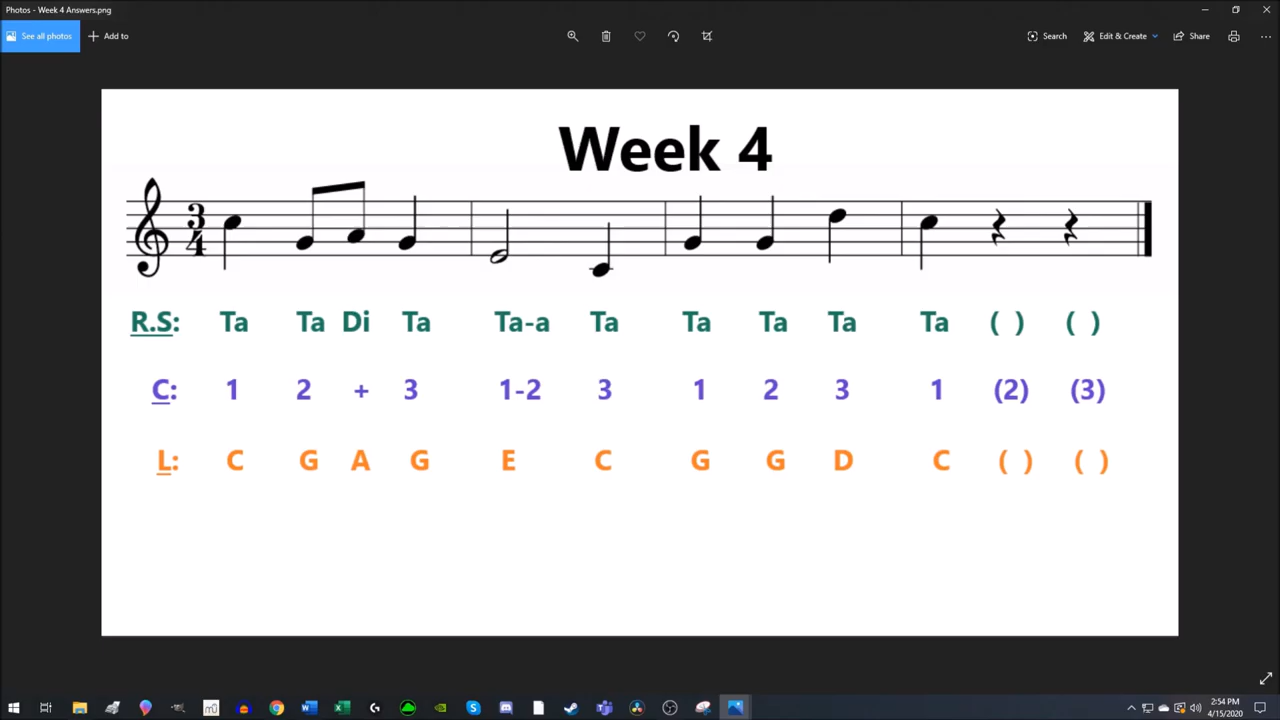 Photos - Week 4 Answers.png
See all photos Add to Search Edit & Create Share
Week 4
3
4
R.S: Ta Ta Di Ta Ta-a Ta Ta Ta Ta Ta ( ) ( )
C: 1 2 + 3 1-2 3 1 2 3 1 (2) (3)
L: C G A G E C G G D C ( ) ( )
2:54 PM
4/15/2020